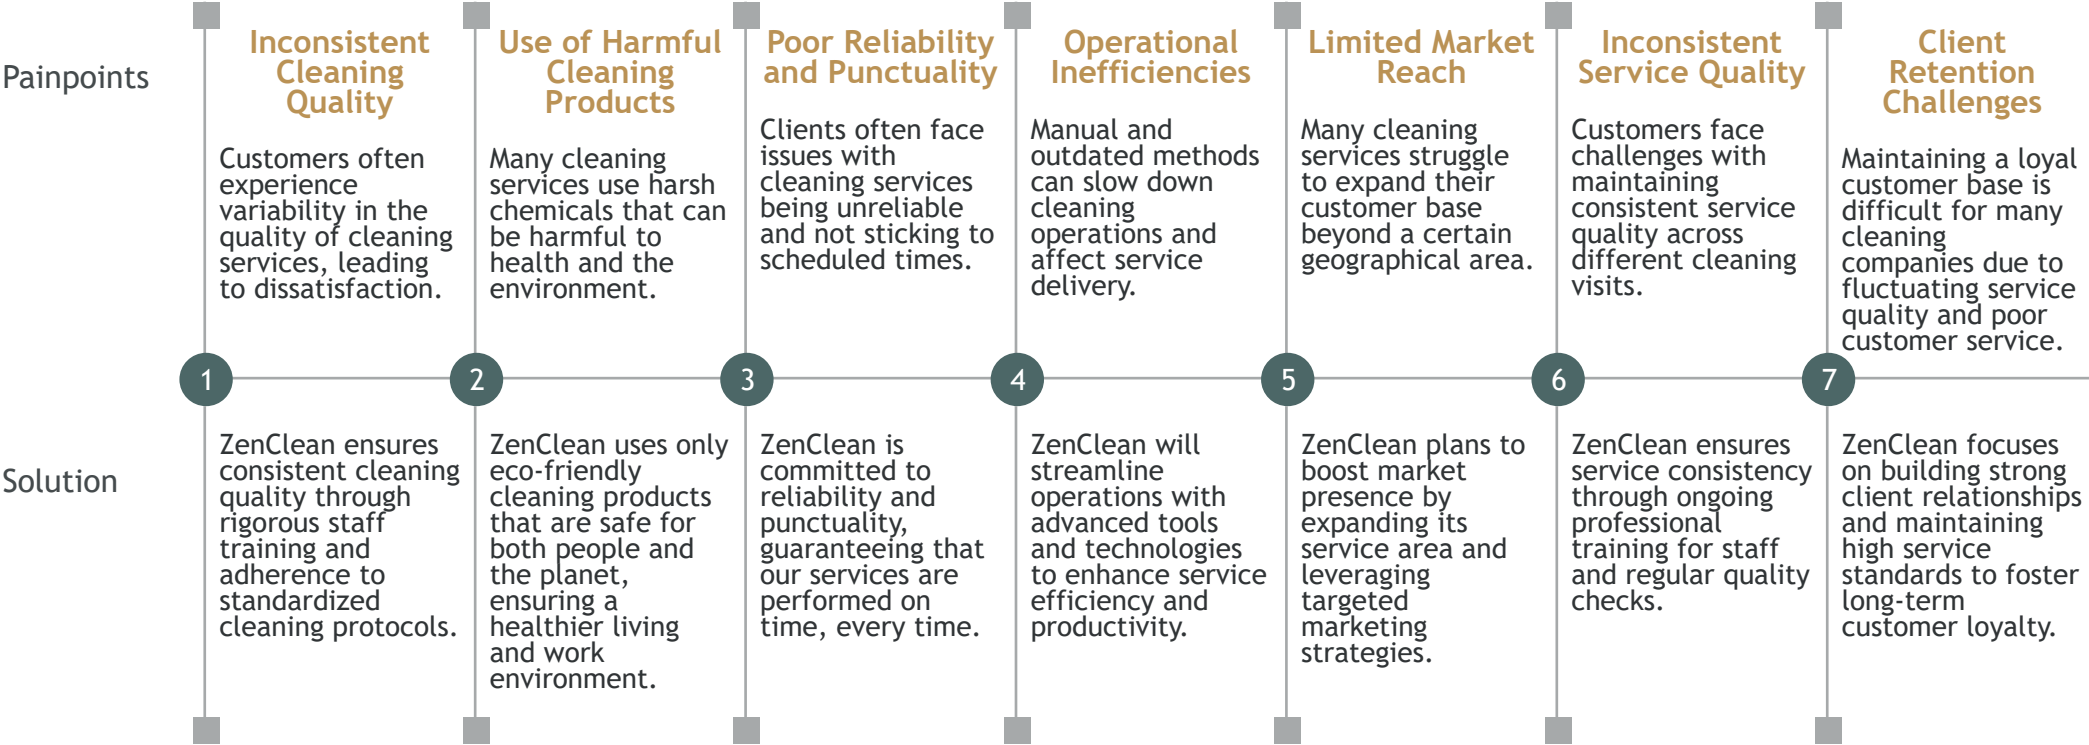 Painpoints
Inconsistent
Cleaning
Quality
Customers often
experience
variability in the
quality of cleaning
services, leading
to dissatisfaction.
Use of Harmful
Cleaning
Products
Many cleaning
services use harsh
chemicals that can
be harmful to
health and the
environment.
Poor Reliability
and Punctuality
Clients often face
issues with
cleaning services
being unreliable
and not sticking to
scheduled times.
Operational
Inefficiencies
Manual and
outdated methods
can slow down
cleaning
operations and
affect service
delivery.
Limited Market
Reach
Many cleaning
services struggle
to expand their
customer base
beyond a certain
geographical area.
Inconsistent
Service Quality
Customers face
challenges with
maintaining
consistent service
quality across
different cleaning
visits.
Client
Retention
Challenges
Maintaining a loyal
customer base is
difficult for many
cleaning
companies due to
fluctuating service
quality and poor
customer service.
1
2
3
4
5
6
7
Solution
ZenClean ensures
consistent cleaning
quality through
rigorous staff
training and
adherence to
standardized
cleaning protocols.
ZenClean uses only
eco-friendly
cleaning products
that are safe for
both people and
the planet,
ensuring a
healthier living
and work
environment.
ZenClean is
committed to
reliability and
punctuality,
guaranteeing that
our services are
performed on
time, every time.
ZenClean will
streamline
operations with
advanced tools
and technologies
to enhance service
efficiency and
productivity.
ZenClean plans to
boost market
presence by
expanding its
service area and
leveraging
targeted
marketing
strategies.
ZenClean ensures
service consistency
through ongoing
professional
training for staff
and regular quality
checks.
ZenClean focuses
on building strong
client relationships
and maintaining
high service
standards to foster
long-term
customer loyalty.